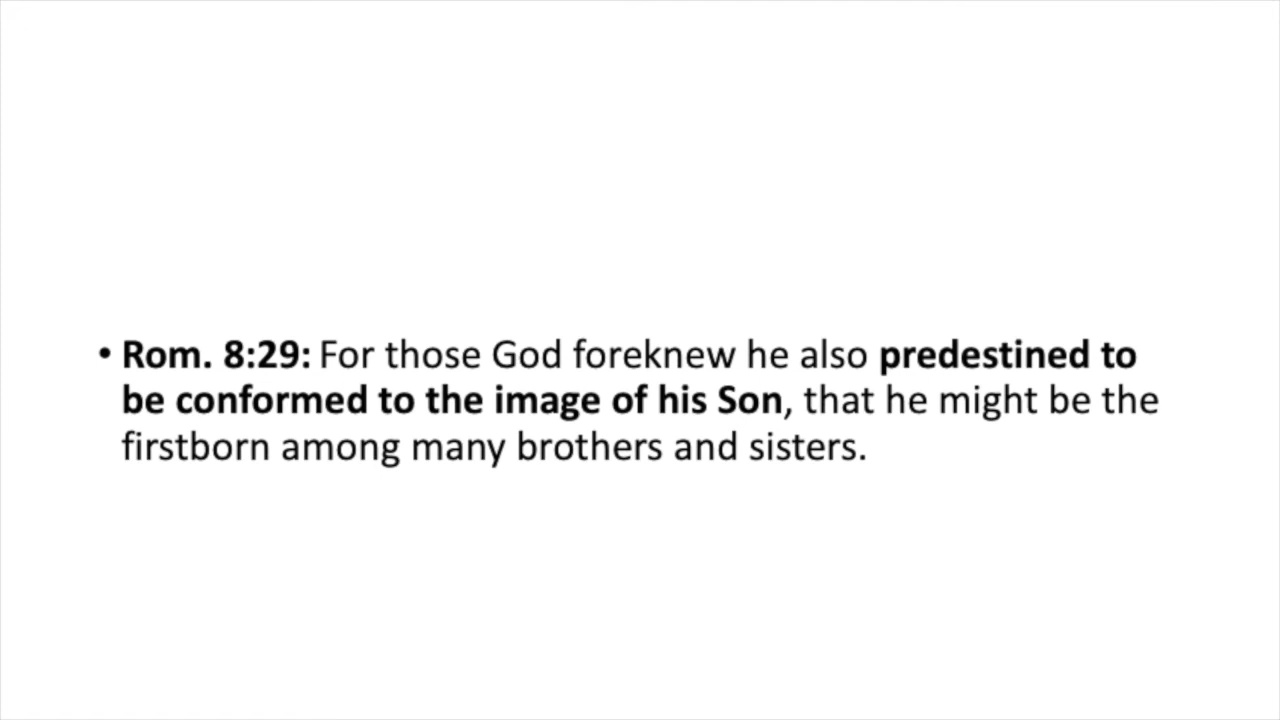 • Rom. 8:29: For those God foreknew he also predestined to
be conformed to the image of his Son, that he might be the
firstborn among many brothers and sisters.